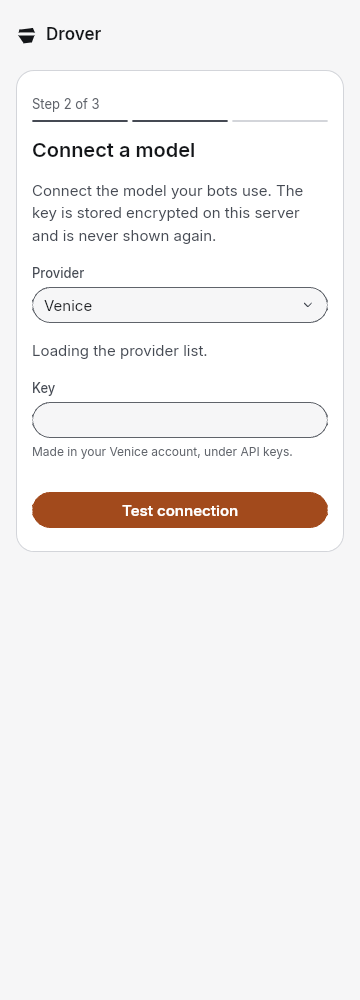 Drover
Step 2 of 3
Connect a model
Connect the model your bots use. The
key is stored encrypted on this server
and is never shown again.
Provider
Venice
Loading the provider list.
Key
Made in your Venice account, under API keys.
Test connection